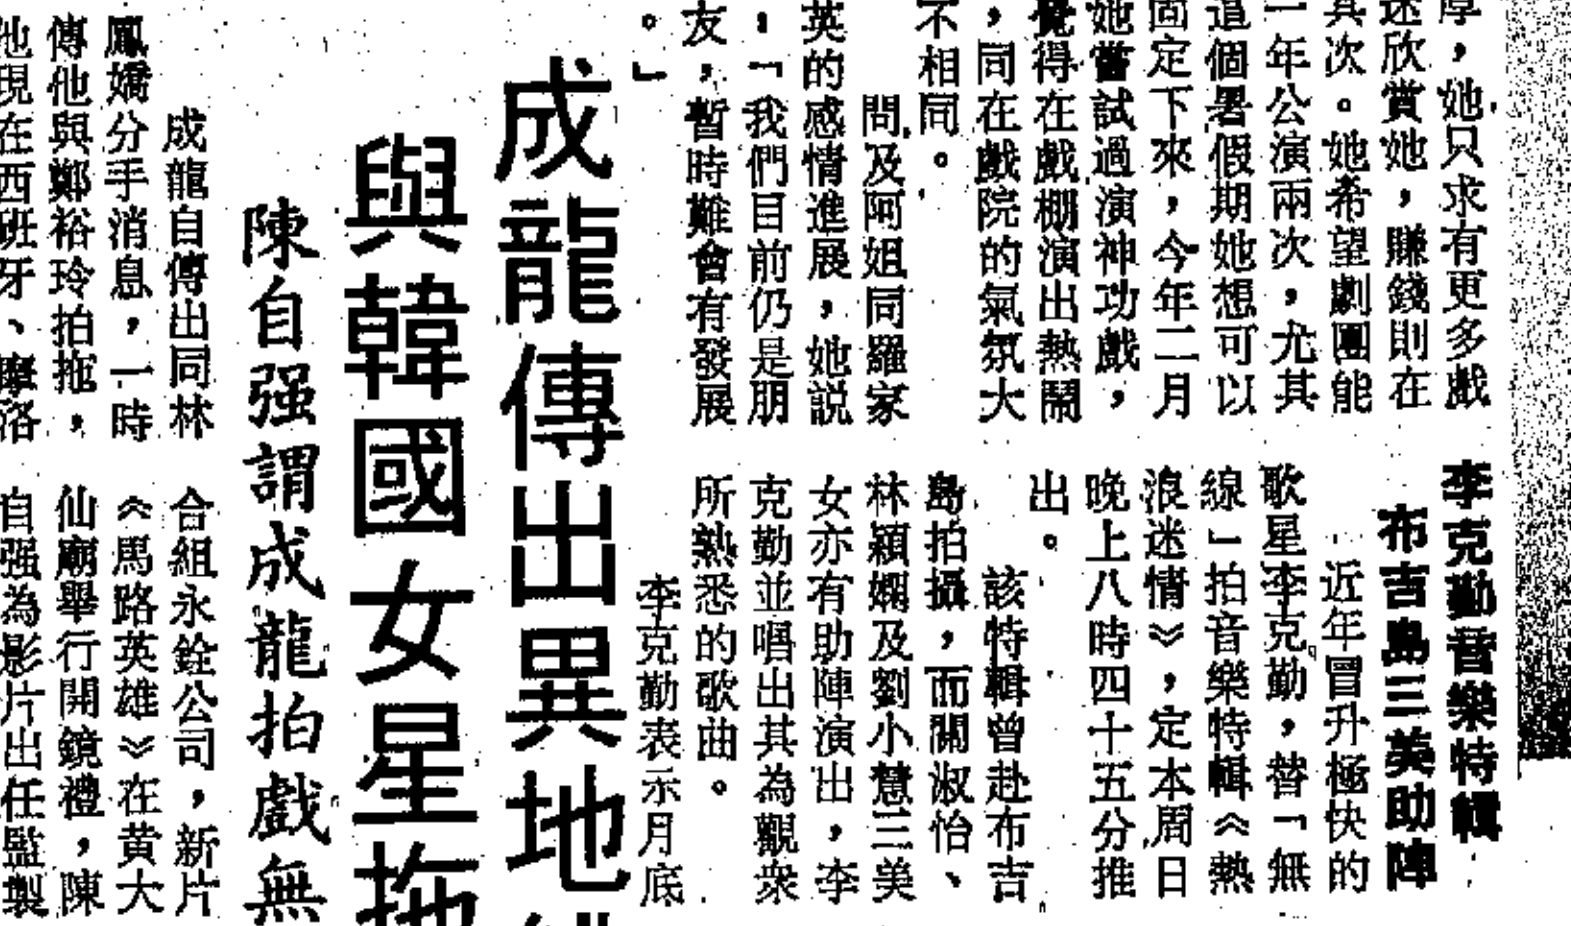 厚，她只求有更多戲
迷欣賞她，賺錢則在
其次。她希望劇團能
一年公演兩次，尤其
這個暑假期她想可以
固定下來，今年二月
她嘗試過演神功戲，
覺得在戲棚演出熱鬧
，同在戲院的氣氛大
不相同。
問及阿姐同羅家
英的感情進展，她説
，「我們目前仍是朋
友，暫時難會有發展
。」
李克勤音樂特輯
布吉島三美助陣
近年冒升極快的
歌星李克勤，替「無
線」拍音樂特輯《熱
浪迷情》，定本周日
晚上八時四十五分推
出。
該特輯曾赴布吉
島拍攝，而關淑怡、
林穎嫻及劉小慧三美
女亦有助陣演出，李
克勤並唱出其為觀衆
所熟悉的歌曲。
李克勤表示月底
成龍傳出異地
與韓國女星拖
陳自强謂成龍拍戲無
成龍自傳出同林
鳳嬌分手消息，一時
傳他與鄭裕玲拍拖，
他現在西班牙、摩洛
合組永銓公司，新片
《馬路英雄》在黄大
仙廟舉行開鏡禮，陳
自强為影片出任監製